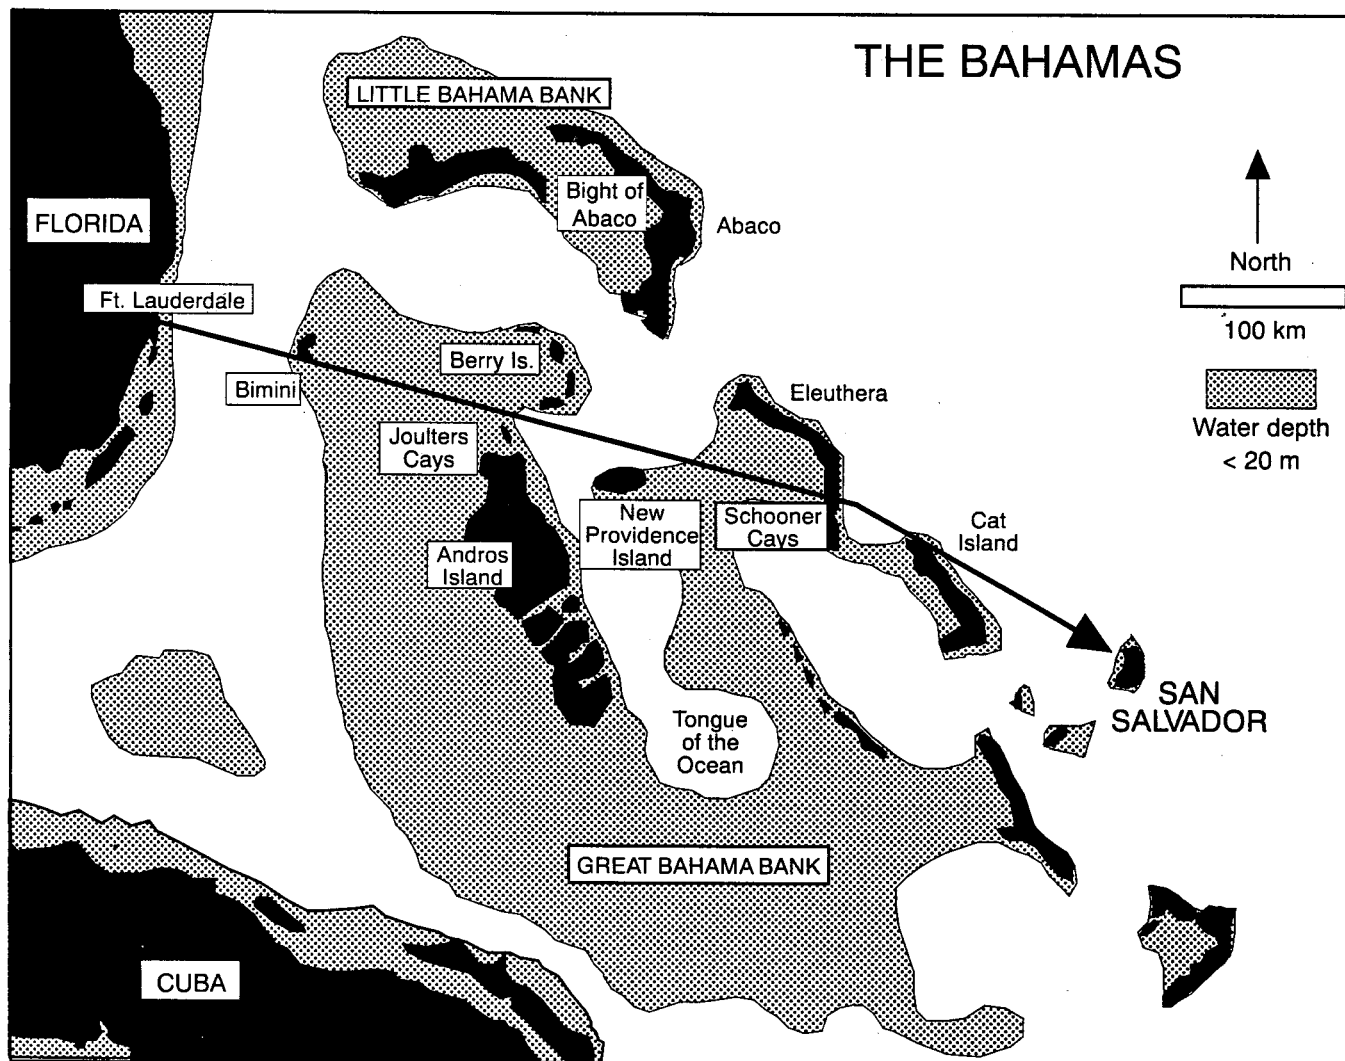 THE BAHAMAS
LITTLE BAHAMA BANK
Bight of
Abaco
Abaco
FLORIDA
North
100 km
Water depth
< 20 m
Ft. Lauderdale
Berry Is.
Bimini
Eleuthera
Joulters
Cays
New
Providence
Island
Schooner
Cays
Cat
Island
Andros
Island
SAN
SALVADOR
Tongue
of the
Ocean
GREAT BAHAMA BANK
CUBA